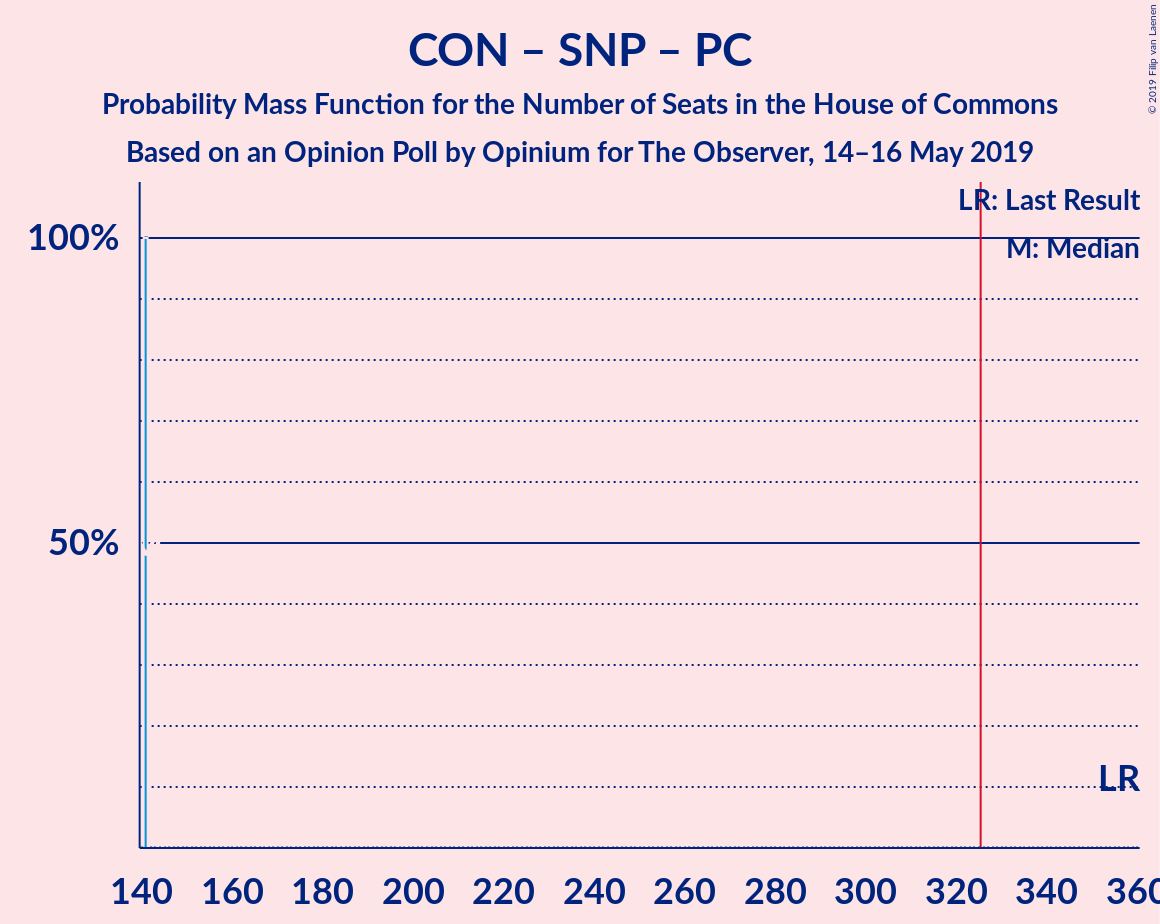 CON – SNP – PC
Probability Mass Function for the Number of Seats in the House of Commons
Based on an Opinion Poll by Opinium for The Observer, 14–16 May 2019
© 2019 Filip van Laenen
LR: Last Result
M: Median
100%
50%
LR
140 160 180 200 220 240 260 280 300 320 340 360